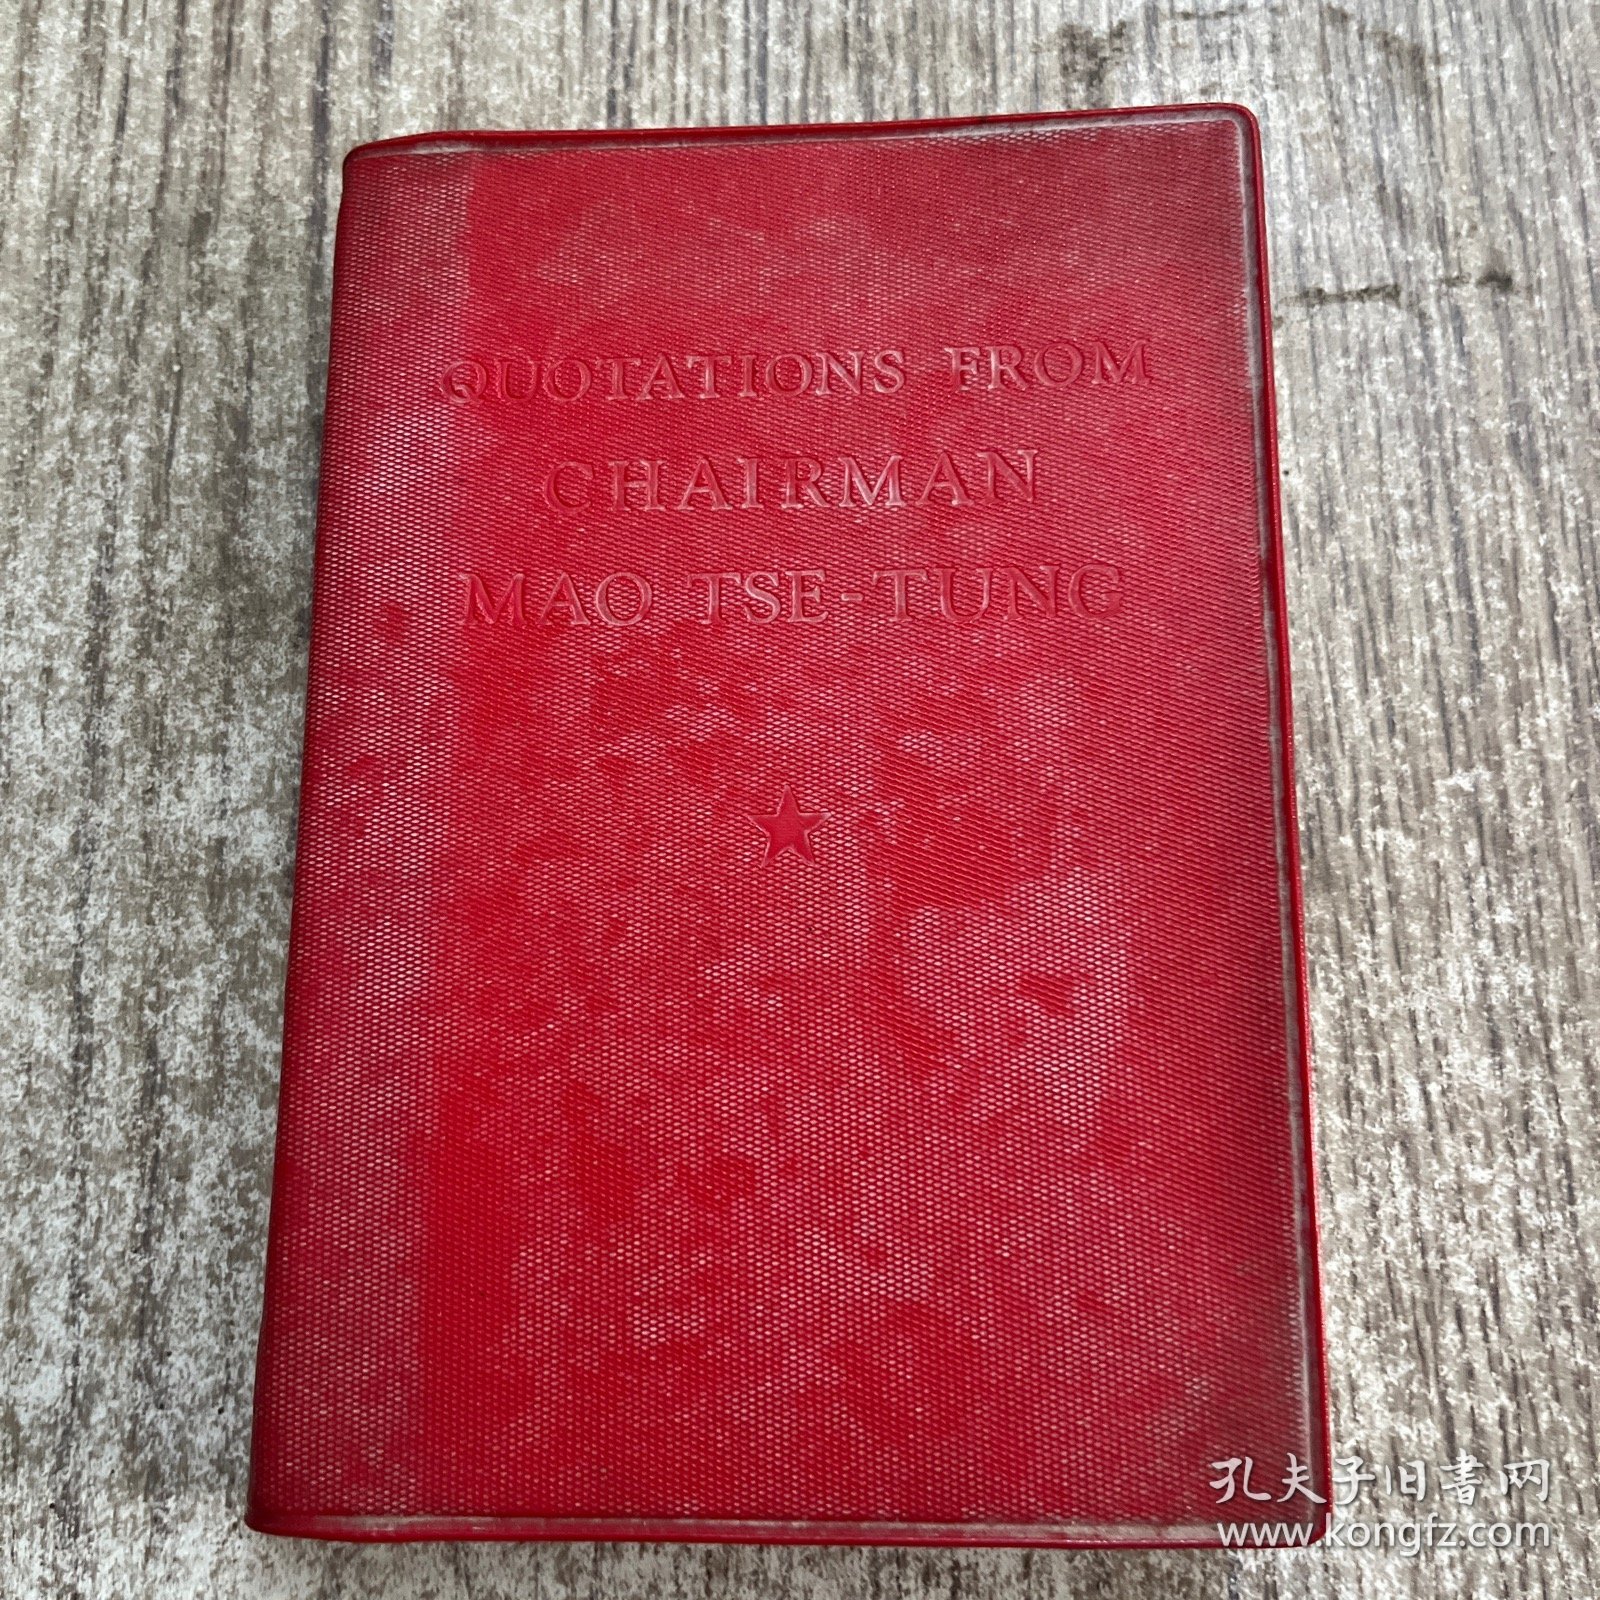 QUOTATIONS FROM
CHAIRMAN
MAO TSE-TUNG
孔夫子旧书网
www.kongfz.com